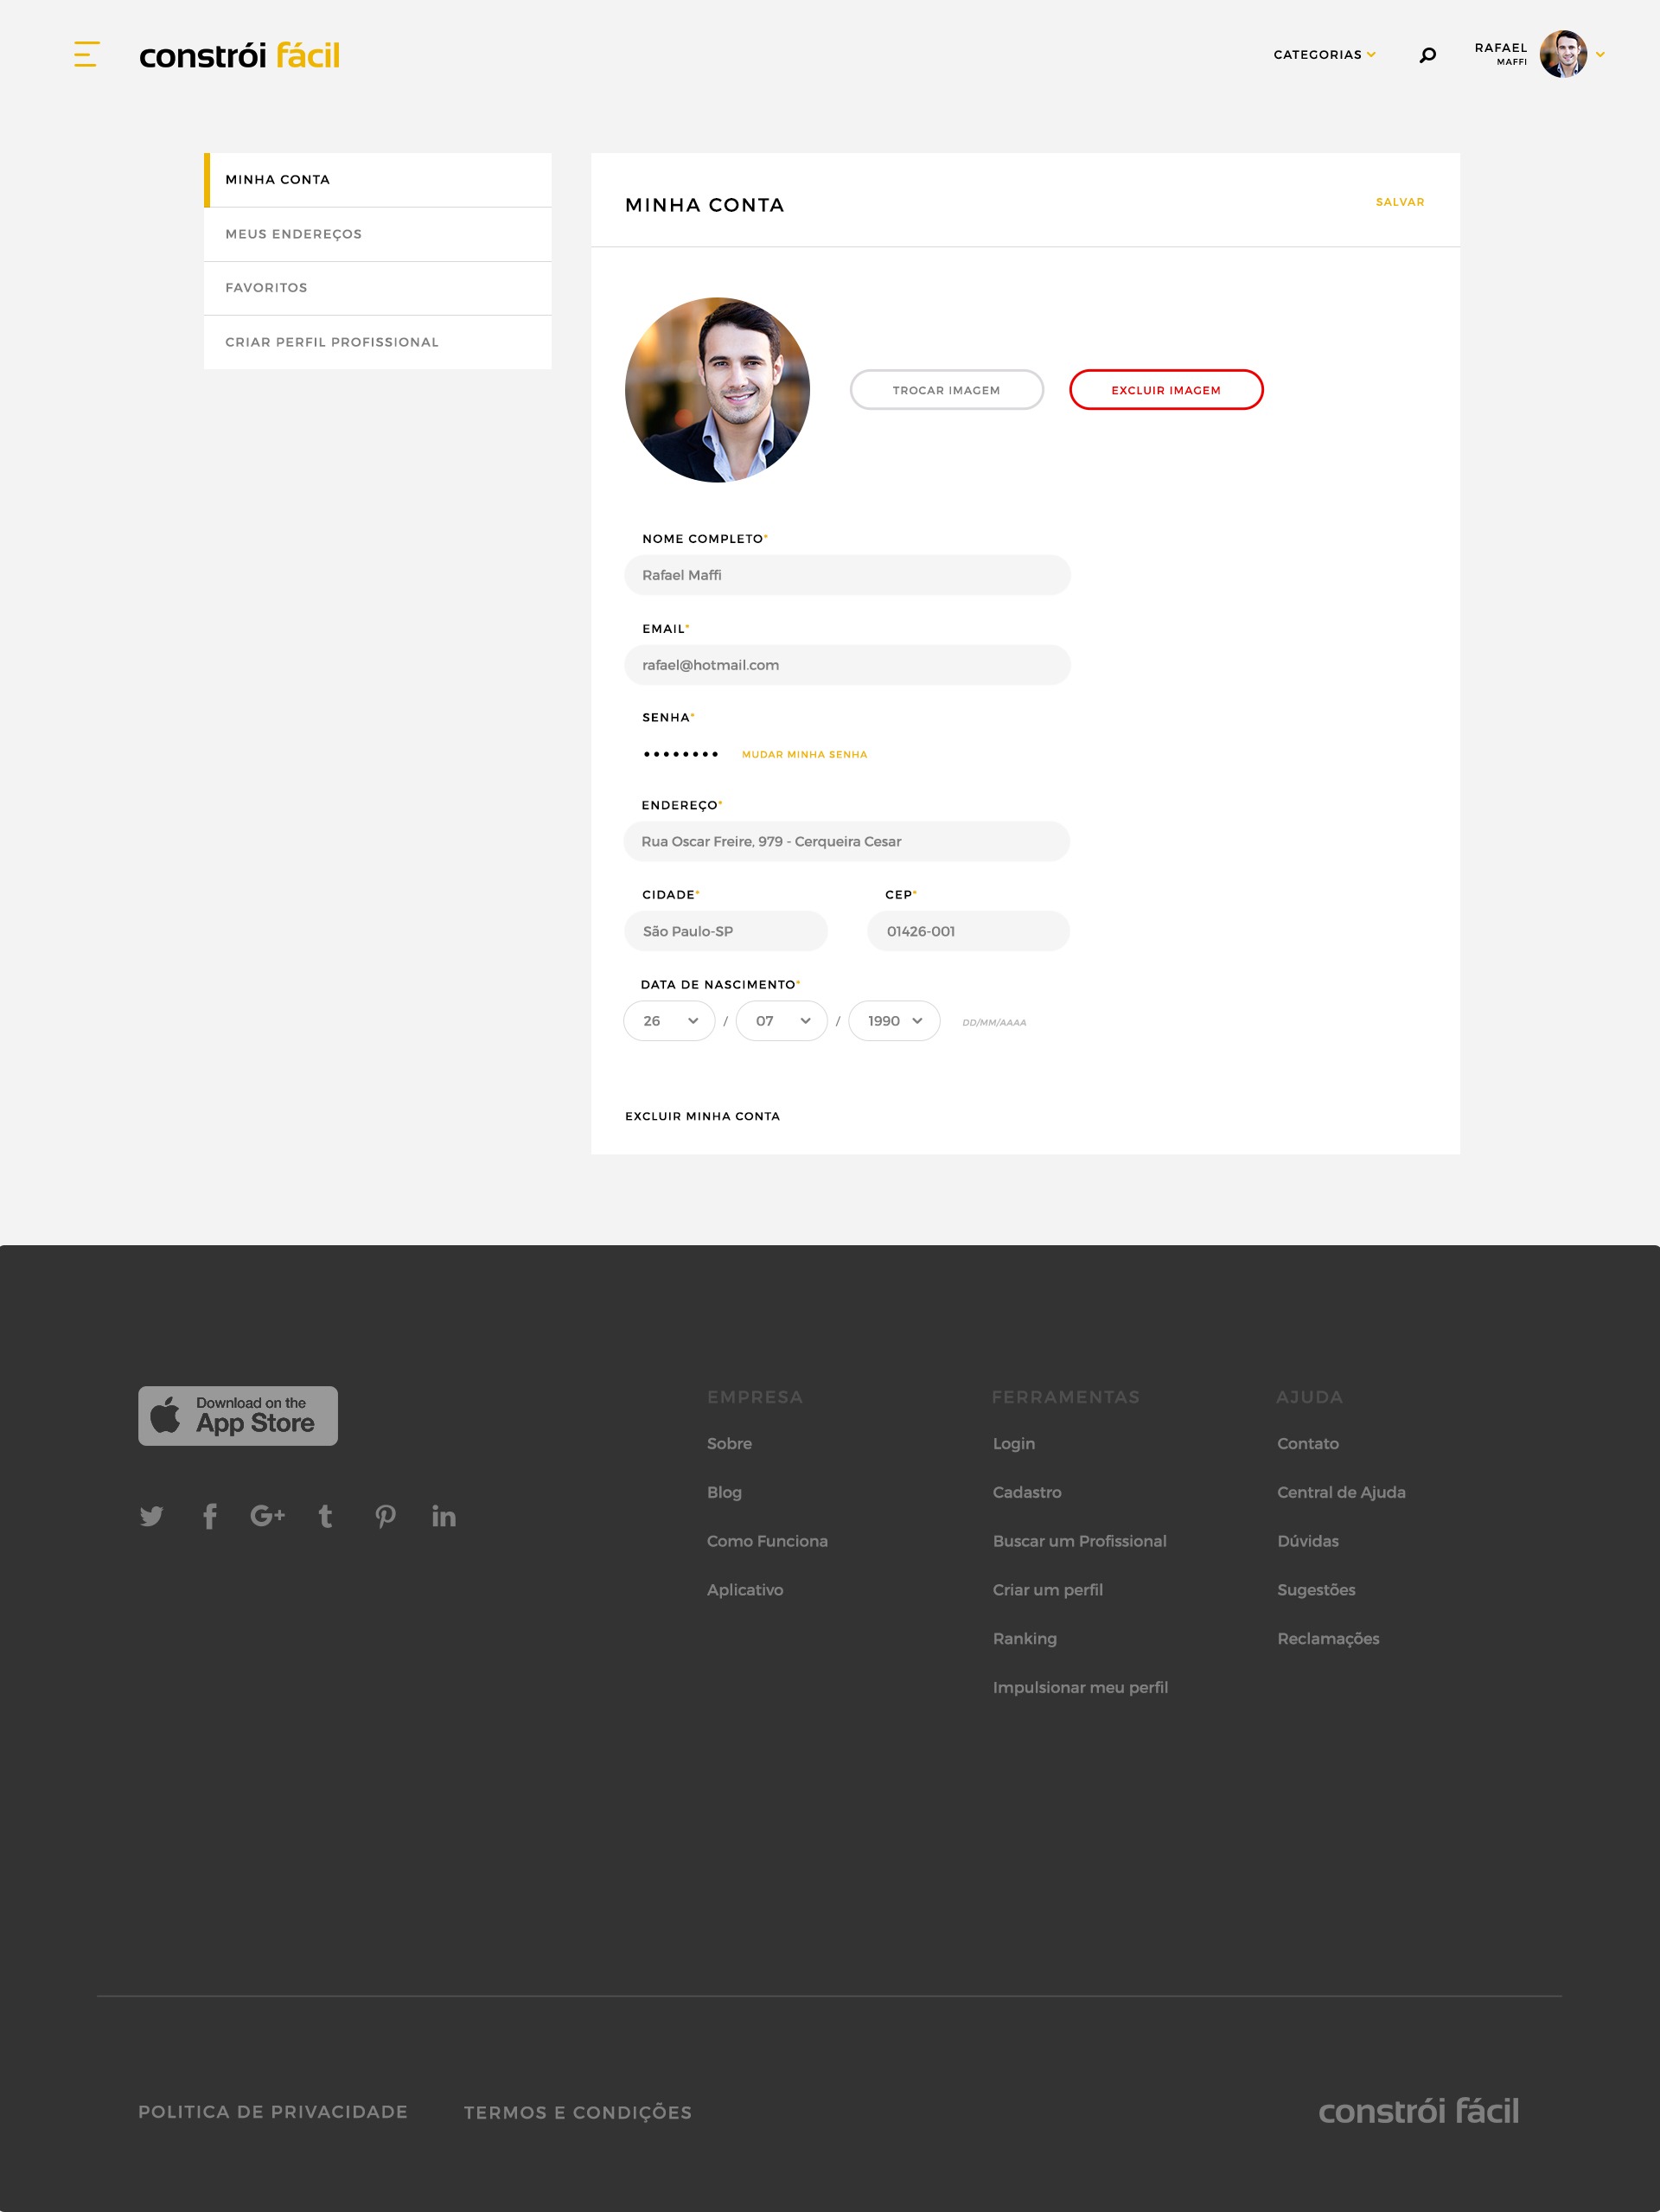 constrói fácil
CATEGORIAS
RAFAEL
MAFFI
MINHA CONTA
MEUS ENDEREÇOS
FAVORITOS
CRIAR PERFIL PROFISSIONAL
MINHA CONTA
SALVAR
TROCAR IMAGEM
EXCLUIR IMAGEM
NOME COMPLETO*
Rafael Maffi
EMAIL*
rafael@hotmail.com
SENHA*
•••••••• MUDAR MINHA SENHA
ENDEREÇO*
Rua Oscar Freire, 979 - Cerqueira Cesar
CIDADE* CEP*
São Paulo-SP 01426-001
DATA DE NASCIMENTO*
26 / 07 / 1990 DD/MM/AAAA
EXCLUIR MINHA CONTA
Download on the
App Store
EMPRESA
Sobre
Blog
Como Funciona
Aplicativo
FERRAMENTAS
Login
Cadastro
Buscar um Profissional
Criar um perfil
Ranking
Impulsionar meu perfil
AJUDA
Contato
Central de Ajuda
Dúvidas
Sugestões
Reclamações
POLITICA DE PRIVACIDADE
TERMOS E CONDIÇÕES
constrói fácil